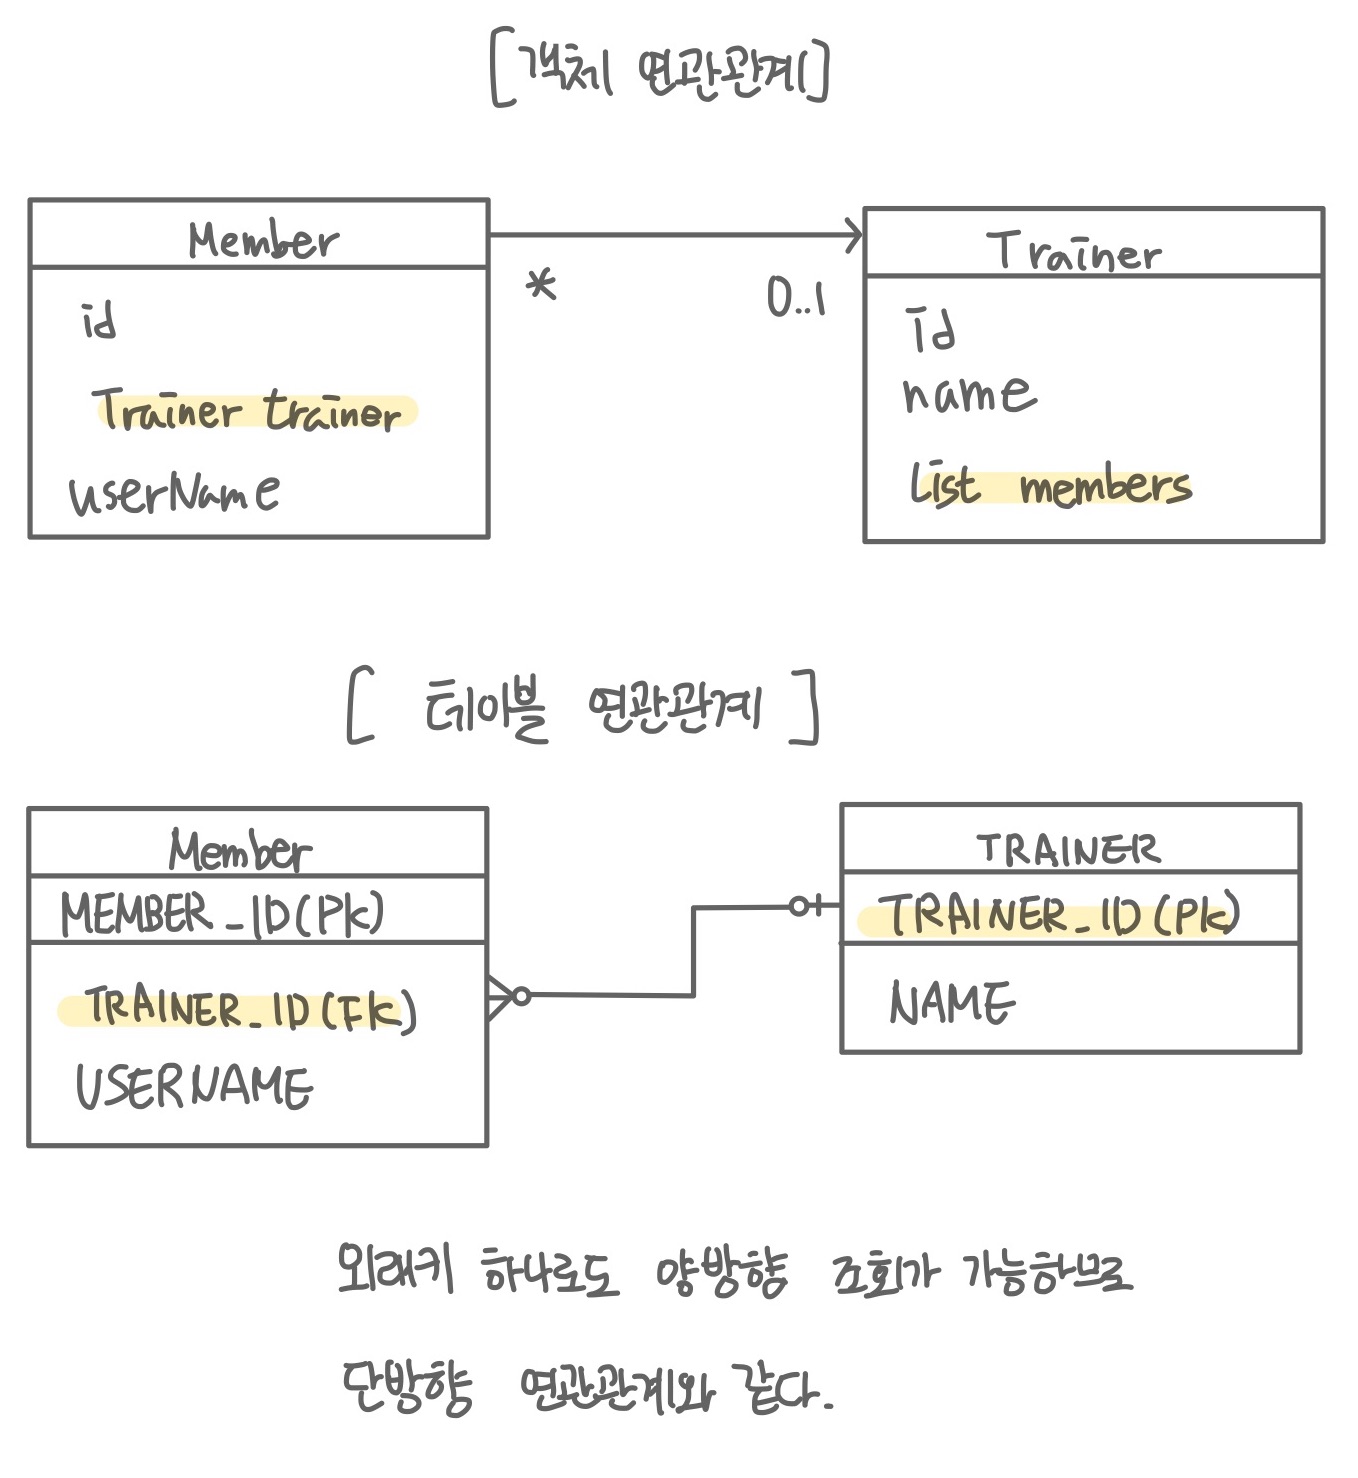 [객체 연관관계]
Member
id
Trainer trainer
userName
*
0..1
Trainer
id
name
List members
[ 테이블 연관관계 ]
Member
MEMBER_ID(Pk)
TRAINER_ID(Fk)
USERNAME
TRAINER
TRAINER_ID(Pk)
NAME
외래키 하나로도 양방향 조회가 가능하므로
단방향 연관관계와 같다.